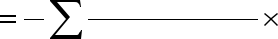 = − ∑ ————— ×